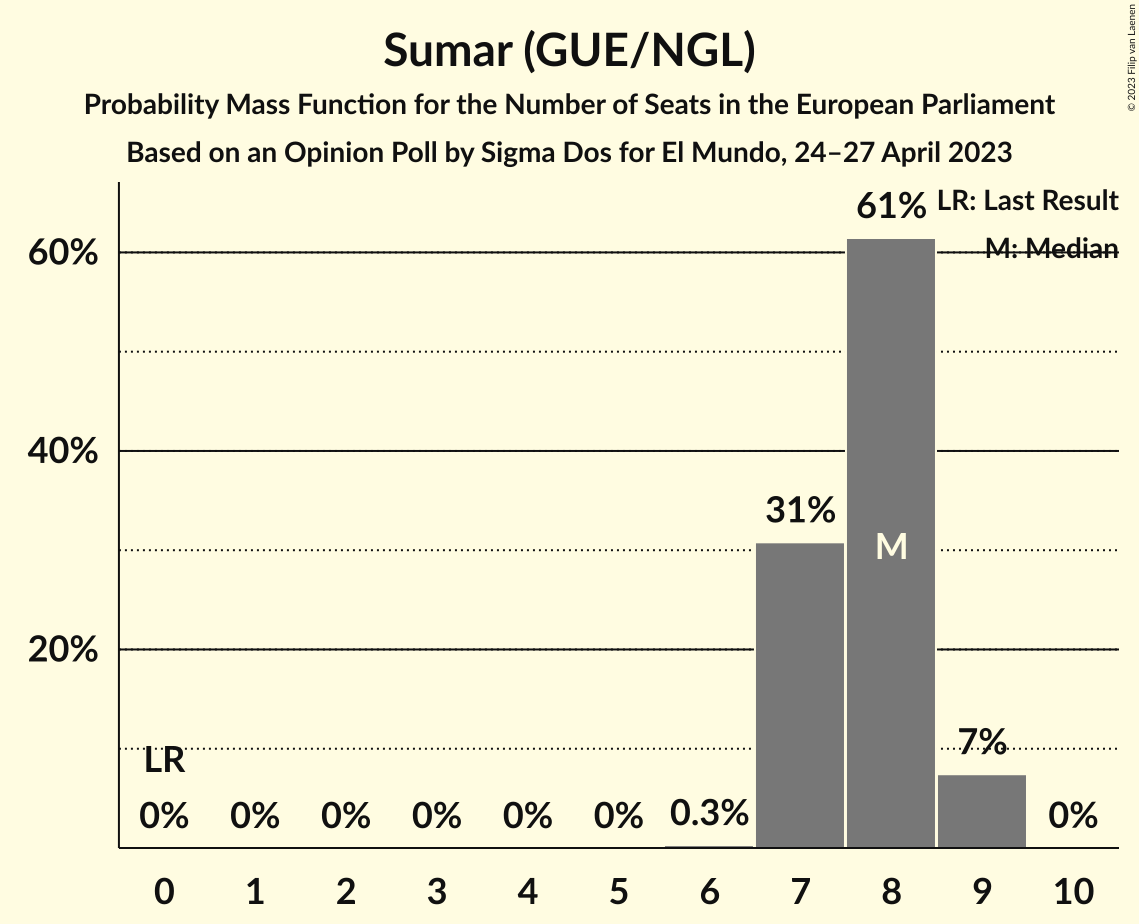 Sumar (GUE/NGL)
Probability Mass Function for the Number of Seats in the European Parliament
Based on an Opinion Poll by Sigma Dos for El Mundo, 24–27 April 2023
© 2023 Filip van Laenen
LR: Last Result
M: Median
60%
40%
20%
61%
31%
M
7%
LR
0% 0% 0% 0% 0% 0% 0.3% 0%
0 1 2 3 4 5 6 7 8 9 10